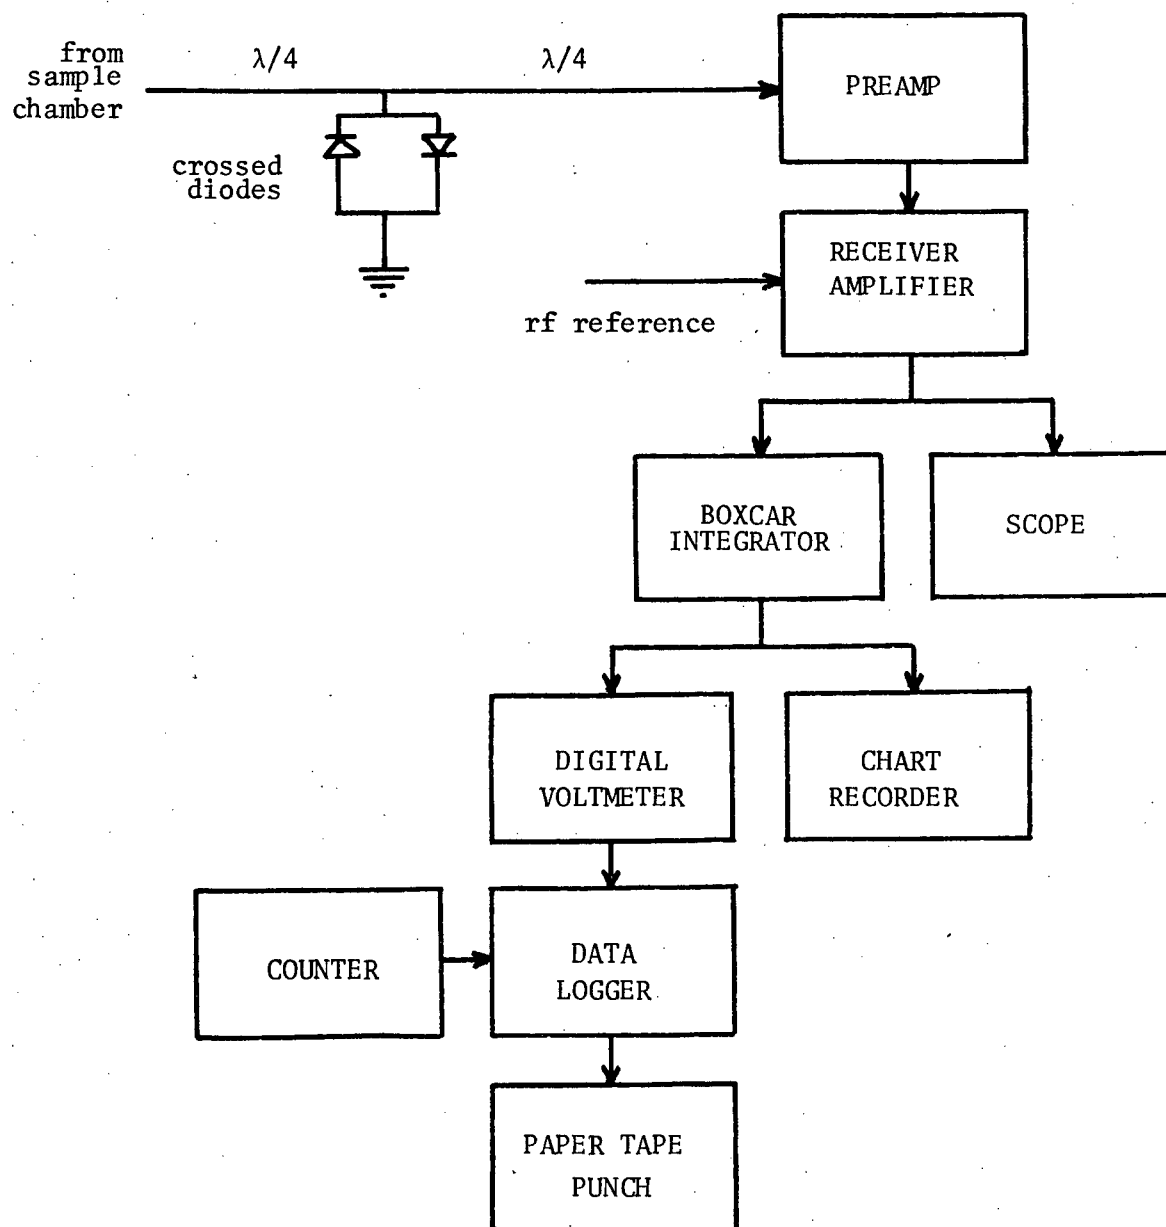 from
sample
chamber
λ/4
λ/4
PREAMP
crossed
diodes
RECEIVER
AMPLIFIER
rf reference
BOXCAR
INTEGRATOR
SCOPE
DIGITAL
VOLTMETER
CHART
RECORDER
COUNTER
DATA
LOGGER
PAPER TAPE
PUNCH